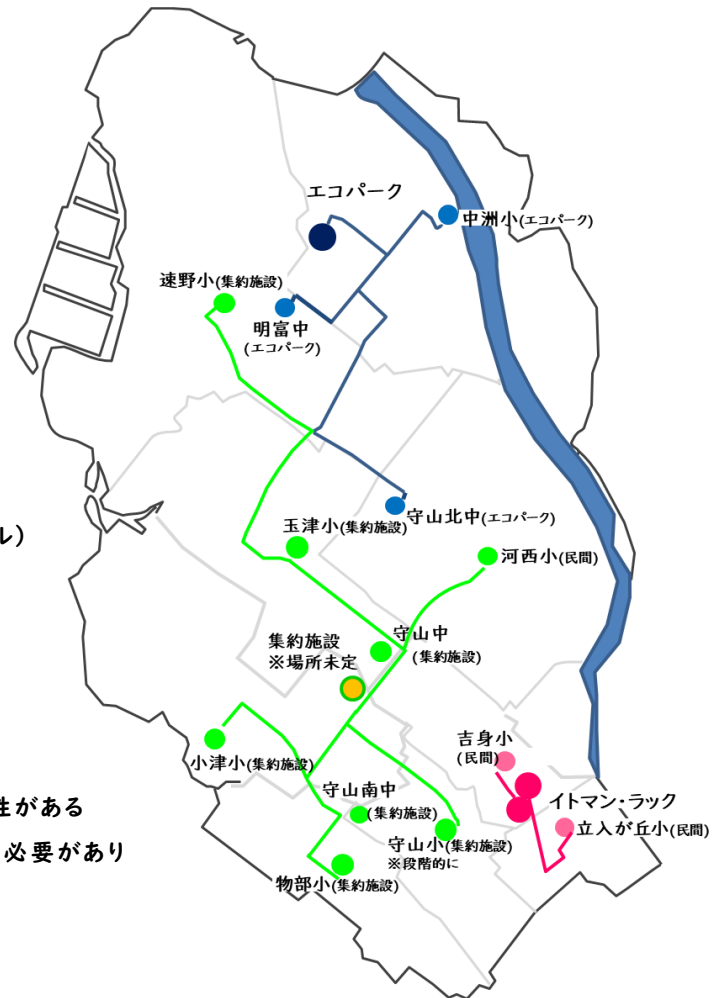 エコパーク
中洲小(エコパーク)
速野小(集約施設)
明富中
(エコパーク)
守山北中(エコパーク)
玉津小(集約施設)
ル)
河西小(民間)
守山中
(集約施設)
集約施設
※場所未定
吉身小
(民間)
小津小(集約施設)
イトマン・ラック
守山南中
(集約施設)
性がある
立入が丘小(民間)
守山小(集約施設)
※段階的に
必要があり
物部小(集約施設)